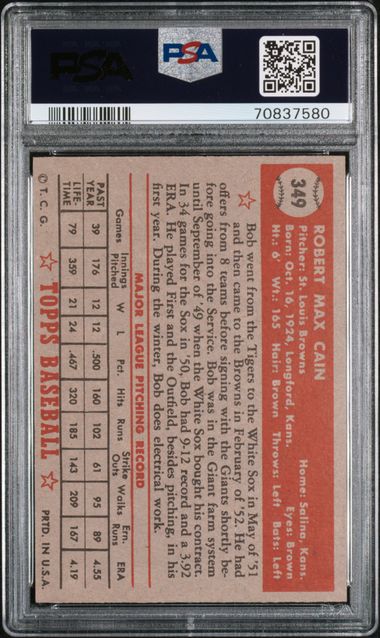 PSA
PSA
70837580
349
ROBERT MAX CAIN
Pitcher: St. Louis Browns Home: Salina, Kans.
Born: Oct. 16, 1924, Longford, Kans. Eyes: Brown
Ht.: 6' Wt.: 165 Hair: Brown Throws: Left Bats: Left
Bob went from the Tigers to the White Sox in May of '51
and then came to the Browns in February of '52. He had
offers from 8 teams before signing with the Giants shortly be-
fore going into the Service. Bob was in the Giant farm system
until September of '49 when the White Sox bought his contract.
In 34 games for the Sox in '50, Bob had 9-12 record and a 3.92
ERA. He played First and the Outfield, besides pitching, in his
first year. During the winter, Bob does electrical work.
MAJOR LEAGUE PITCHING RECORD
Games Innings Pitched W L Pct. Hits Runs Strike Outs Walks Ern. Runs ERA
PAST YEAR 39 176 12 12 .500 160 102 61 95 89 4.55
LIFE-TIME 79 359 21 24 .467 320 185 143 209 167 4.19
© T. C. G. TOPPS BASEBALL PRTD. IN U.S.A.